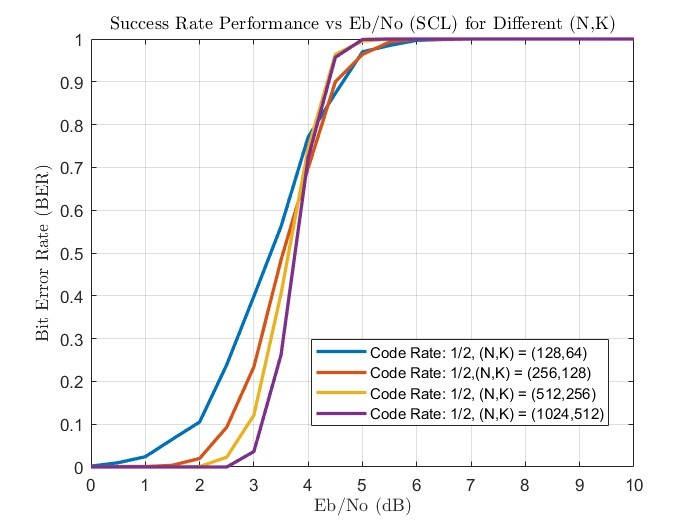 Success Rate Performance vs Eb/No (SCL) for Different (N,K)
Bit Error Rate (BER)
1
0.9
0.8
0.7
0.6
0.5
0.4
0.3
0.2
0.1
0
Code Rate: 1/2, (N,K) = (128,64)
Code Rate: 1/2,(N,K) = (256,128)
Code Rate: 1/2, (N,K) = (512,256)
Code Rate: 1/2, (N,K) = (1024,512)
0 1 2 3 4 5 6 7 8 9 10
Eb/No (dB)